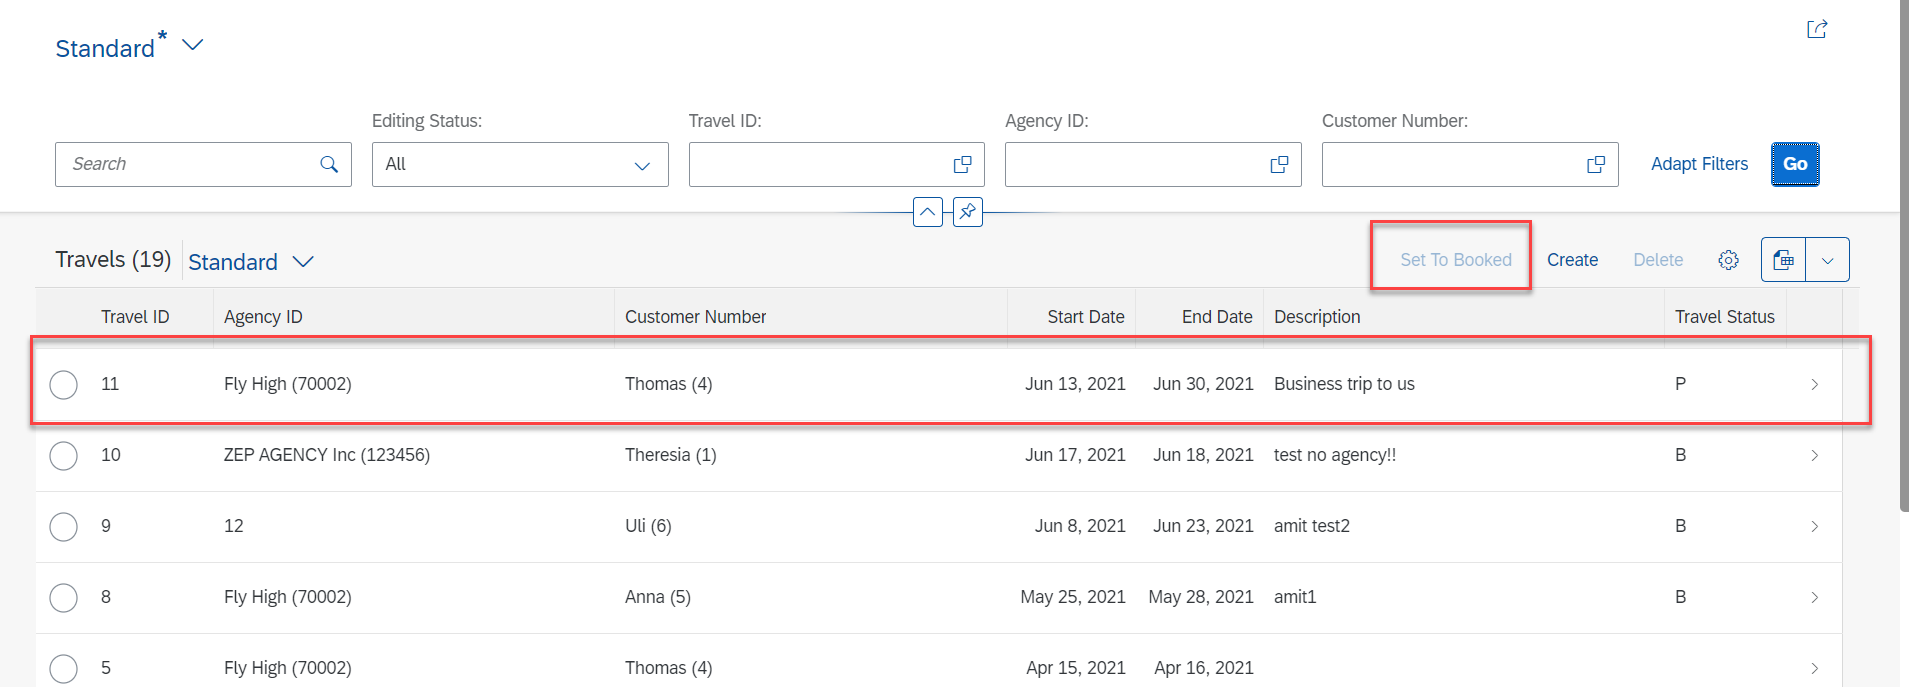 Standard*
Editing Status: Travel ID: Agency ID: Customer Number:
Search All Adapt Filters Go
Travels (19) Standard Set To Booked Create Delete
Travel ID Agency ID Customer Number Start Date End Date Description Travel Status
11 Fly High (70002) Thomas (4) Jun 13, 2021 Jun 30, 2021 Business trip to us P
10 ZEP AGENCY Inc (123456) Theresia (1) Jun 17, 2021 Jun 18, 2021 test no agency!! B
9 12 Uli (6) Jun 8, 2021 Jun 23, 2021 amit test2 B
8 Fly High (70002) Anna (5) May 25, 2021 May 28, 2021 amit1 B
5 Fly High (70002) Thomas (4) Apr 15, 2021 Apr 16, 2021